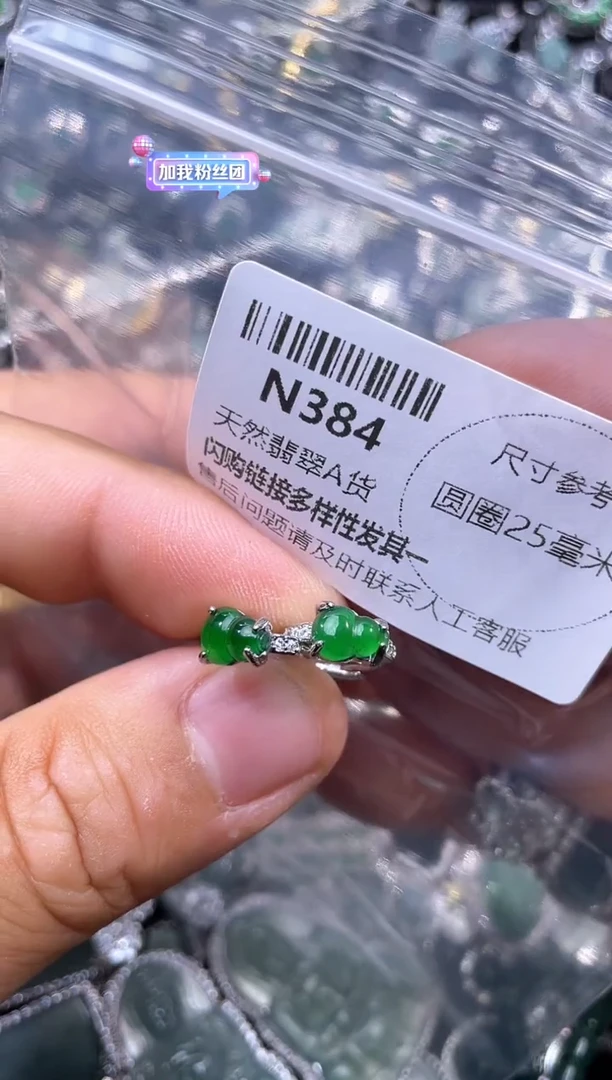 加我粉丝团
N384
天然翡翠A货
闪购链接多样性发其一
售后问题请及时联系人工客服
尺寸参考
圆圈25毫米